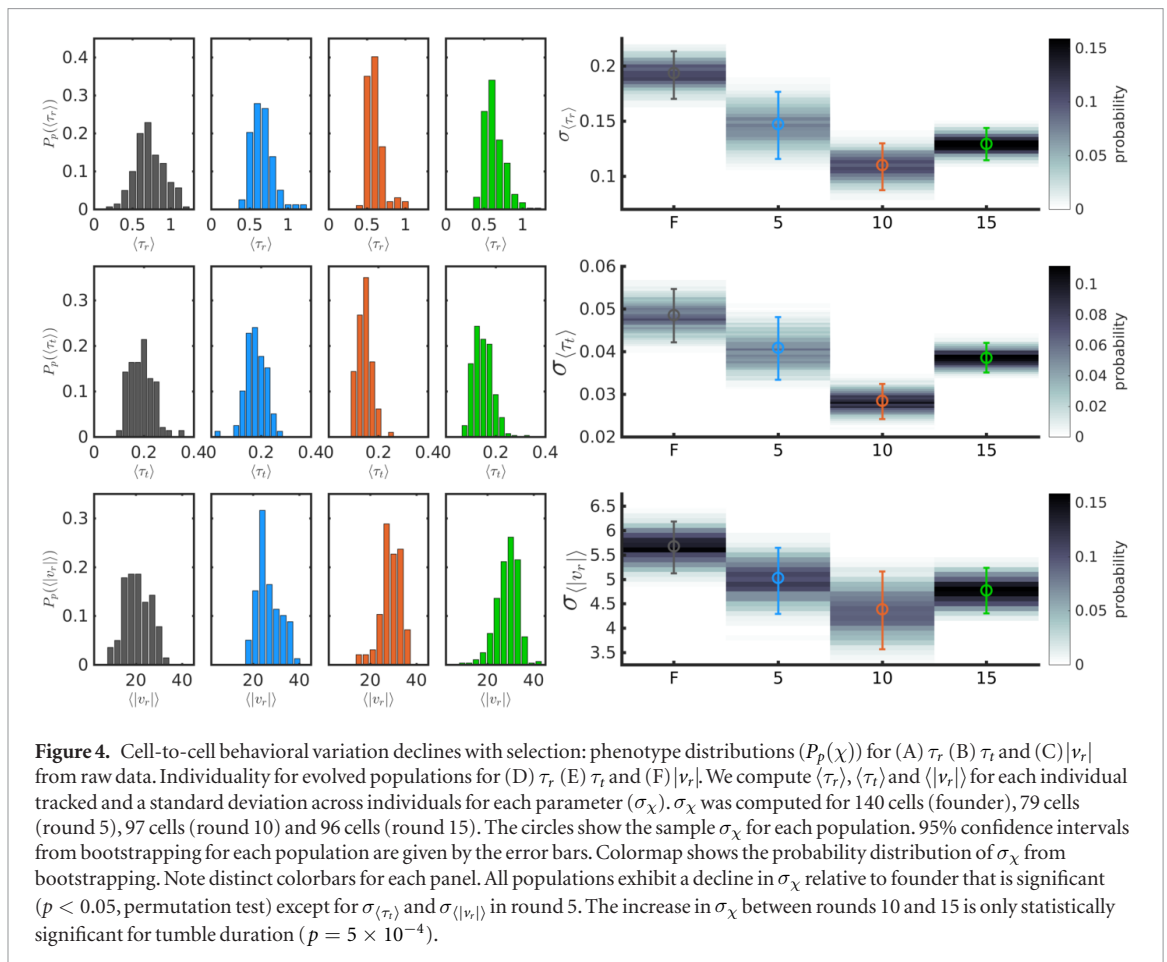 0.4
0.3
0.2
0.1
0
P_p(⟨τ_r⟩)
0 0.5 1
⟨τ_r⟩
0 0.5 1
⟨τ_r⟩
0 0.5 1
⟨τ_r⟩
0 0.5 1
⟨τ_r⟩
0.2
0.15
0.1
σ⟨τ_r⟩
F 5 10 15
0.15
0.1
0.05
0
probability
0.3
0.2
0.1
0
P_p(⟨τ_t⟩)
0 0.2 0.4
⟨τ_t⟩
0 0.2 0.4
⟨τ_t⟩
0 0.2 0.4
⟨τ_t⟩
0 0.2 0.4
⟨τ_t⟩
0.06
0.05
0.04
0.03
0.02
σ⟨τ_t⟩
F 5 10 15
0.1
0.08
0.06
0.04
0.02
0
probability
0.3
0.2
0.1
0
P_p(⟨|v_r|⟩)
20 40
⟨|v_r|⟩
20 40
⟨|v_r|⟩
20 40
⟨|v_r|⟩
20 40
⟨|v_r|⟩
6.5
6
5.5
5
4.5
4
3.5
σ⟨|v_r|⟩
F 5 10 15
0.15
0.1
0.05
0
probability
Figure 4. Cell-to-cell behavioral variation declines with selection: phenotype distributions (P_p(χ)) for (A) τ_r (B) τ_t and (C) |ν_r|
from raw data. Individuality for evolved populations for (D) τ_r (E) τ_t and (F) |ν_r|. We compute ⟨τ_r⟩, ⟨τ_t⟩ and ⟨|ν_r|⟩ for each individual
tracked and a standard deviation across individuals for each parameter (σ_χ). σ_χ was computed for 140 cells (founder), 79 cells
(round 5), 97 cells (round 10) and 96 cells (round 15). The circles show the sample σ_χ for each population. 95% confidence intervals
from bootstrapping for each population are given by the error bars. Colormap shows the probability distribution of σ_χ from
bootstrapping. Note distinct colorbars for each panel. All populations exhibit a decline in σ_χ relative to founder that is significant
(p < 0.05, permutation test) except for σ⟨τ_t⟩ and σ⟨|ν_r|⟩ in round 5. The increase in σ_χ between rounds 10 and 15 is only statistically
significant for tumble duration (p = 5 × 10⁻⁴).